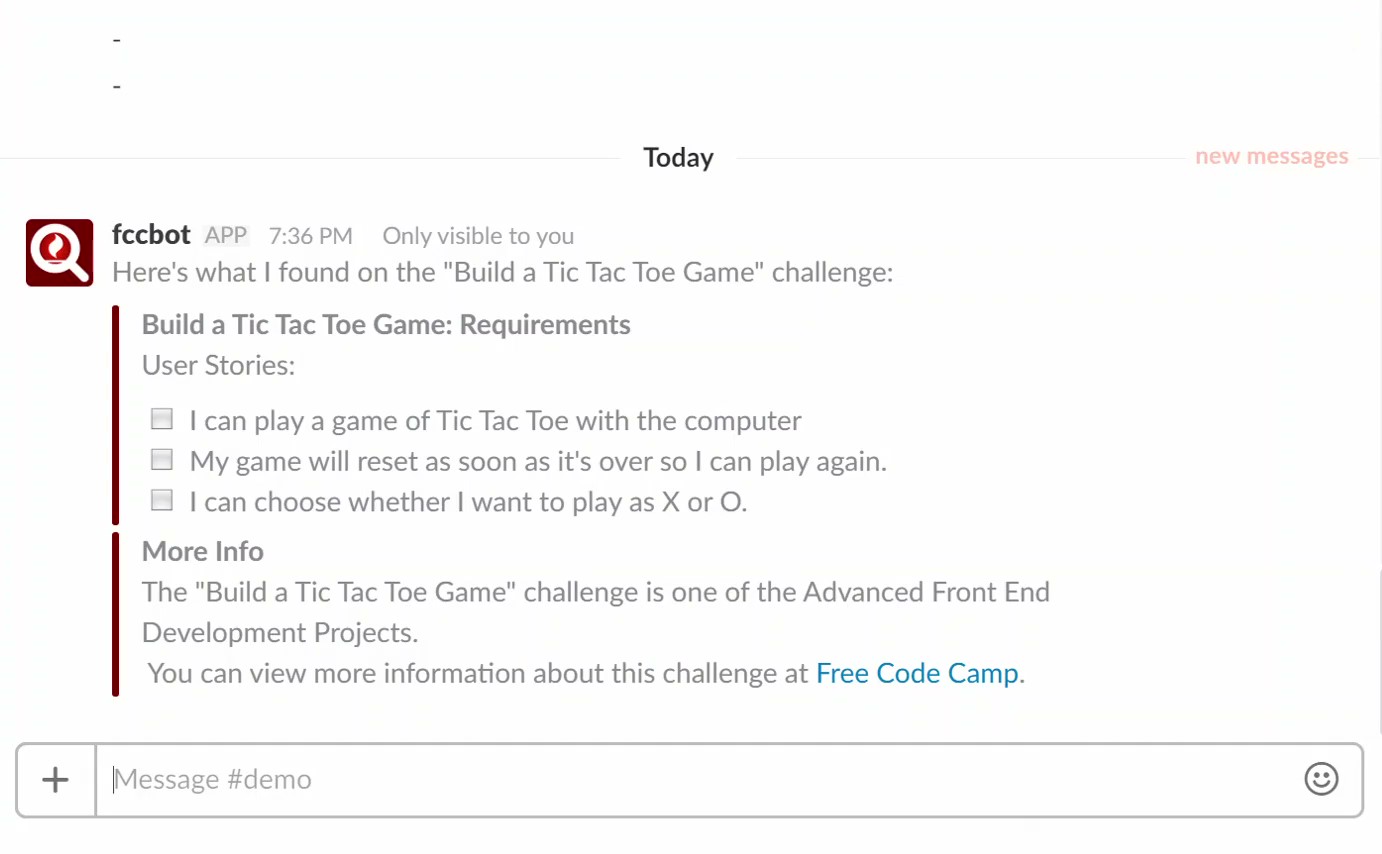 -
-
Today
new messages
fccbot APP 7:36 PM Only visible to you
Here's what I found on the "Build a Tic Tac Toe Game" challenge:
Build a Tic Tac Toe Game: Requirements
User Stories:
I can play a game of Tic Tac Toe with the computer
My game will reset as soon as it's over so I can play again.
I can choose whether I want to play as X or O.
More Info
The "Build a Tic Tac Toe Game" challenge is one of the Advanced Front End
Development Projects.
You can view more information about this challenge at Free Code Camp.
Message #demo